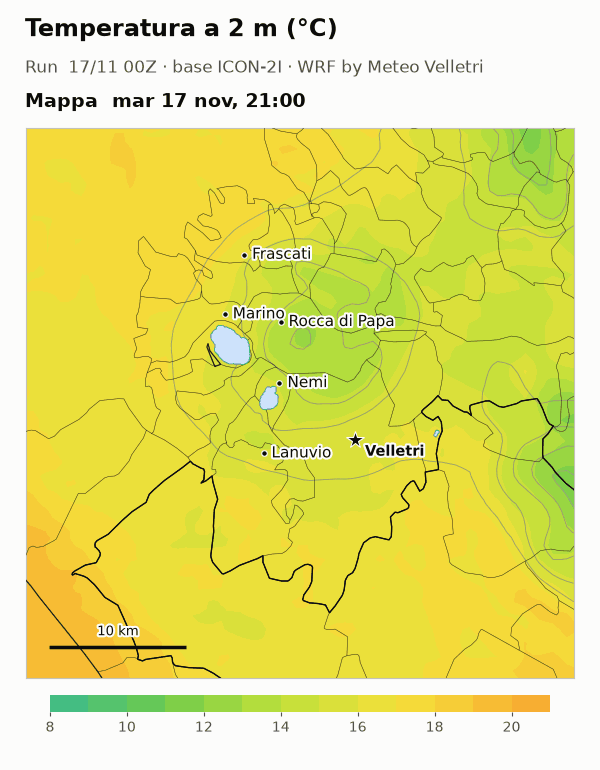 Temperatura a 2 m (°C)
Run  17/11 00Z · base ICON-2I · WRF by Meteo Velletri
Mappa  mar 17 nov, 21:00
Frascati
Marino
Rocca di Papa
Nemi
Velletri
Lanuvio
10 km
8 10 12 14 16 18 20